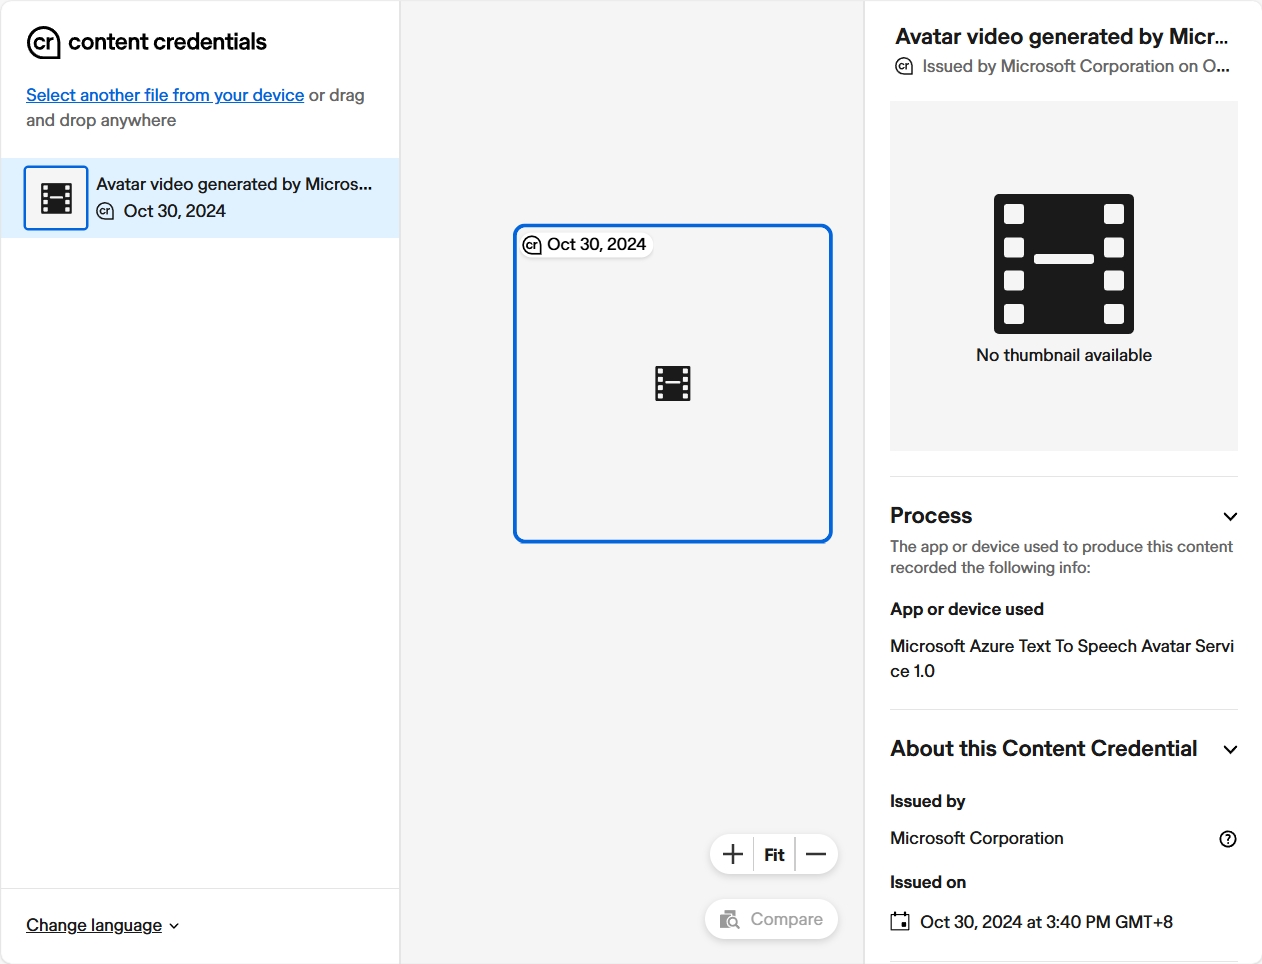 cr content credentials
Select another file from your device or drag
and drop anywhere
Avatar video generated by Micros...
cr Oct 30, 2024
cr Oct 30, 2024
Fit
Compare
Change language
Avatar video generated by Micr...
cr Issued by Microsoft Corporation on O...
No thumbnail available
Process
The app or device used to produce this content
recorded the following info:
App or device used
Microsoft Azure Text To Speech Avatar Servi
ce 1.0
About this Content Credential
Issued by
Microsoft Corporation
Issued on
Oct 30, 2024 at 3:40 PM GMT+8